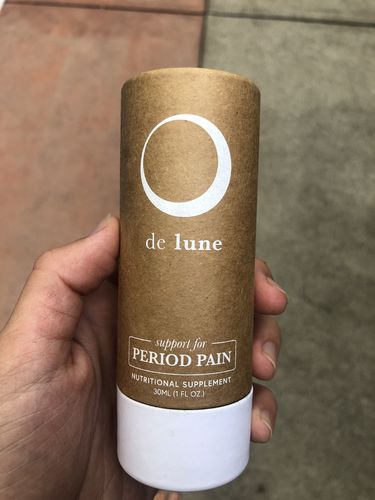 de lune
support for
PERIOD PAIN
NUTRITIONAL SUPPLEMENT
30ML (1 FL OZ.)